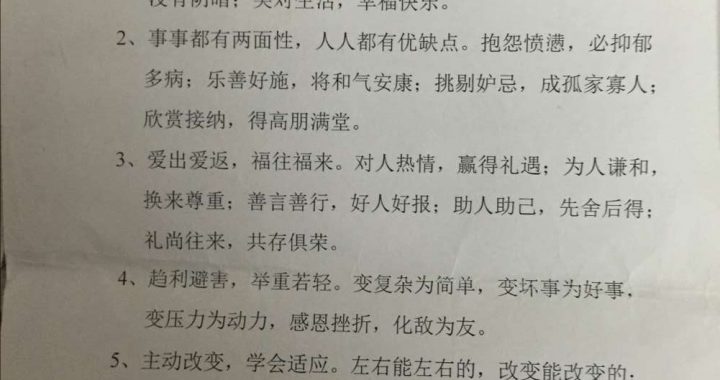 没有阴暗；笑对生活，幸福快乐。
2、事事都有两面性，人人都有优缺点。抱怨愤懑，必抑郁
多病；乐善好施，将和气安康；挑剔妒忌，成孤家寡人；
欣赏接纳，得高朋满堂。
3、爱出爱返，福往福来。对人热情，赢得礼遇；为人谦和，
换来尊重；善言善行，好人好报；助人助己，先舍后得；
礼尚往来，共存俱荣。
4、趋利避害，举重若轻。变复杂为简单，变坏事为好事，
变压力为动力，感恩挫折，化敌为友。
5、主动改变，学会适应。左右能左右的，改变能改变的；